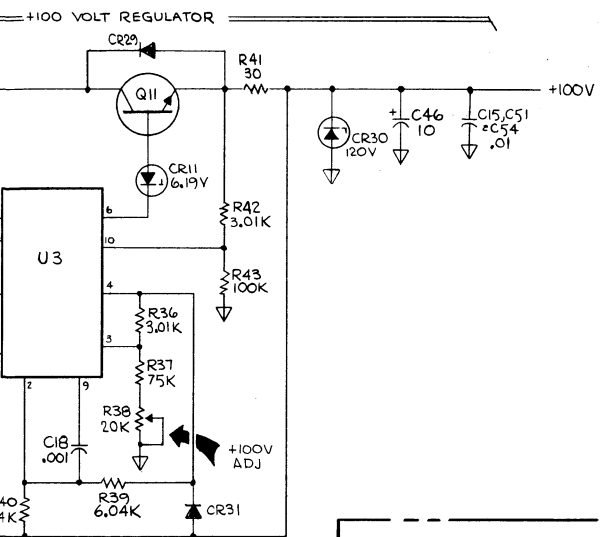 +100 VOLT REGULATOR
CR29
R41
30
Q11
+100V
+ C46
10
C15,C51
C54
.01
CR30
120V
CR11
6.19V
6
R42
3.01K
10
U3
R43
100K
4
R36
3.01K
3
R37
75K
2
9
R38
20K
+100V
ADJ
C18
.001
R39
6.04K
CR31
40
4K